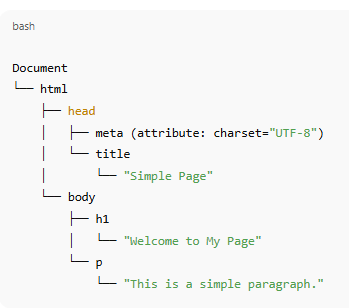 bash
Document
└── html
    ├── head
    │   ├── meta (attribute: charset="UTF-8")
    │   └── title
    │       └── "Simple Page"
    └── body
        ├── h1
        │   └── "Welcome to My Page"
        └── p
            └── "This is a simple paragraph."